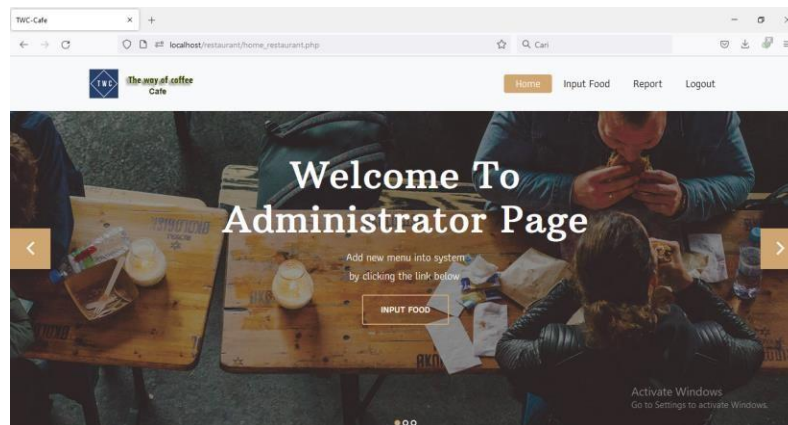 TWC-Cafe
localhost/restaurant/home_restaurant.php
Cari
TWC
The way of coffee
Cafe
Home Input Food Report Logout
Welcome To
Administrator Page
Add new menu into system
by clicking the link below
INPUT FOOD
Activate Windows
Go to Settings to activate Windows.